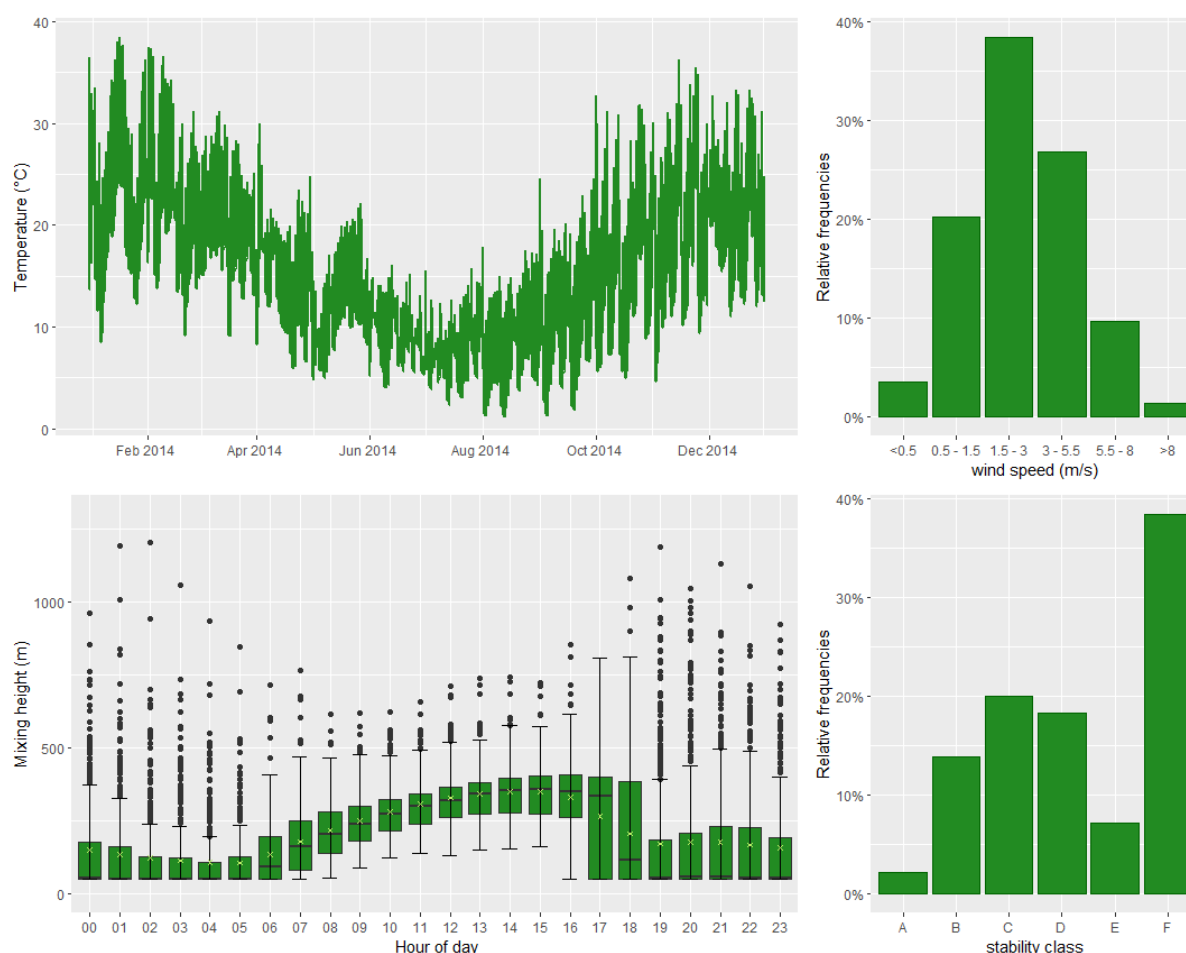 40
30
20
10
0
Temperature (°C)
Feb 2014 Apr 2014 Jun 2014 Aug 2014 Oct 2014 Dec 2014
40%
30%
20%
10%
0%
Relative frequencies
<0.5 0.5 - 1.5 1.5 - 3 3 - 5.5 5.5 - 8 >8
wind speed (m/s)
1000
500
0
Mixing height (m)
00 01 02 03 04 05 06 07 08 09 10 11 12 13 14 15 16 17 18 19 20 21 22 23
Hour of day
40%
30%
20%
10%
0%
Relative frequencies
A B C D E F
stability class